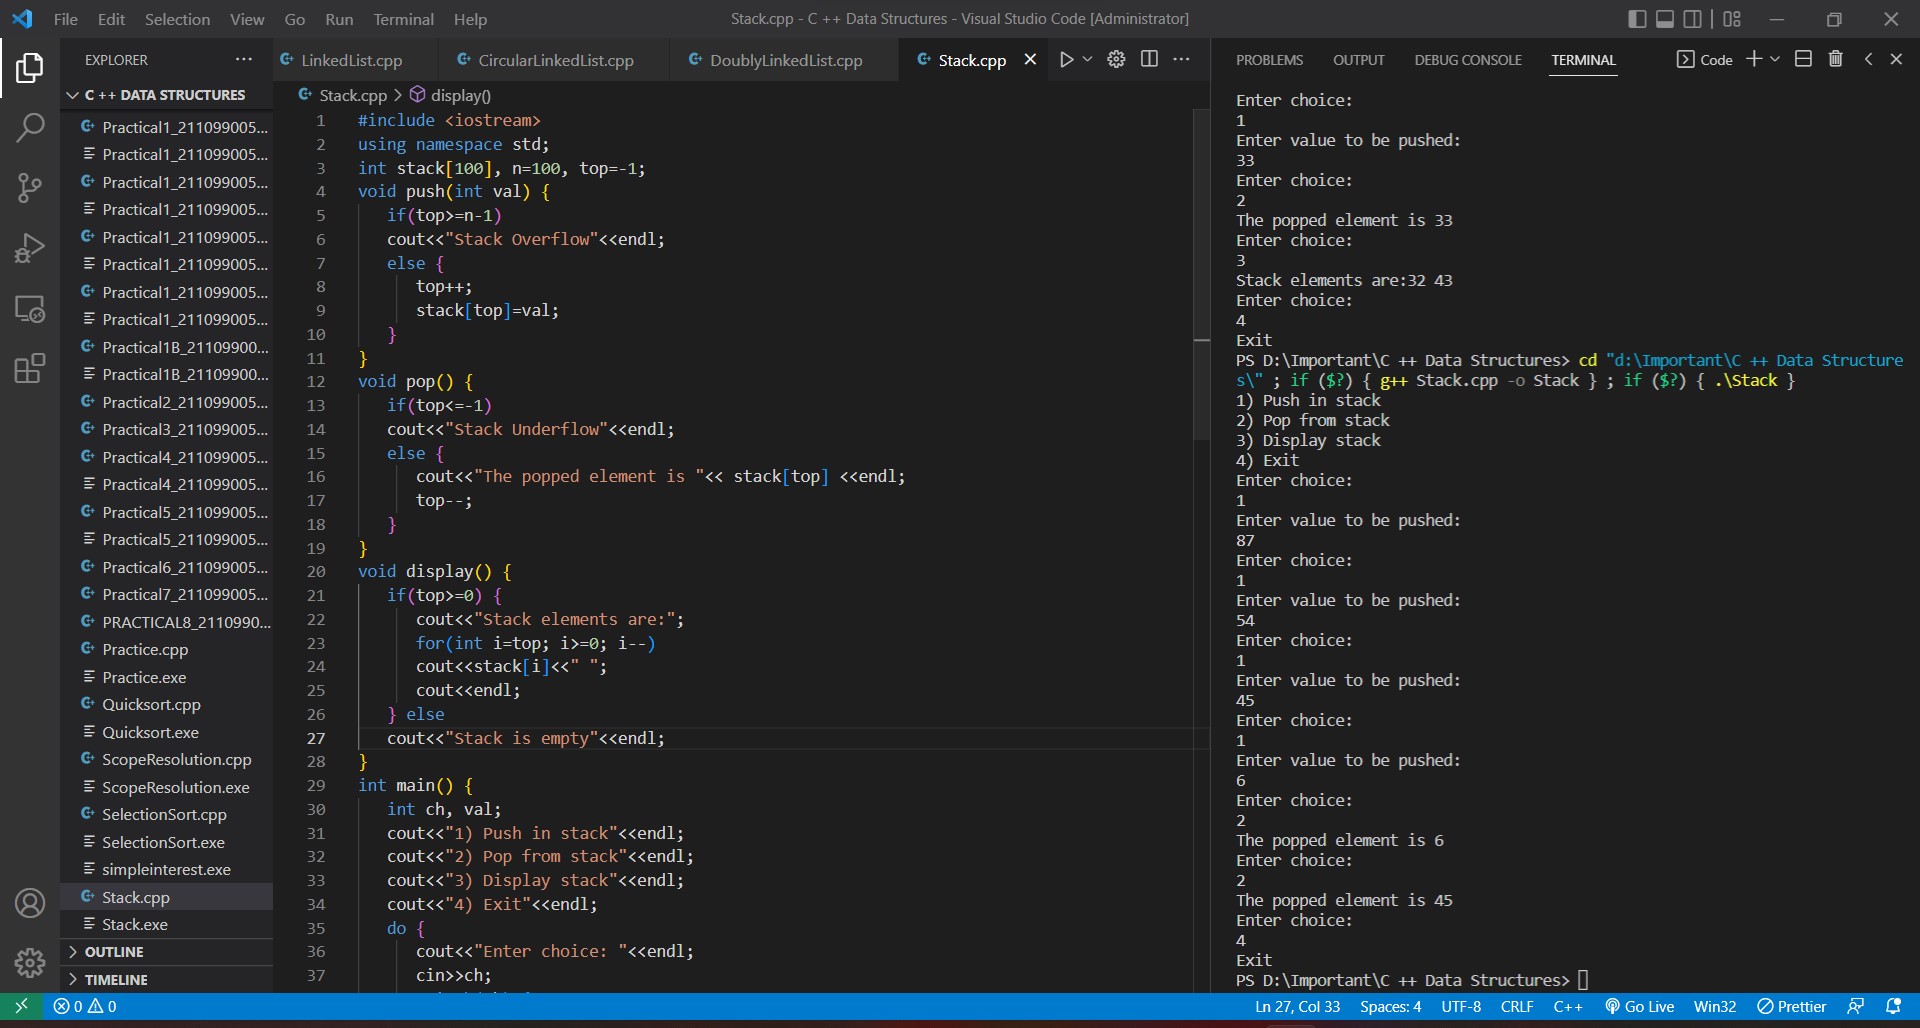 File Edit Selection View Go Run Terminal Help
Stack.cpp - C ++ Data Structures - Visual Studio Code [Administrator]
EXPLORER
C ++ DATA STRUCTURES
Practical1_211099005...
Practical1_211099005...
Practical1_211099005...
Practical1_211099005...
Practical1_211099005...
Practical1_211099005...
Practical1_211099005...
Practical1_211099005...
Practical1B_21109900...
Practical1B_21109900...
Practical2_211099005...
Practical3_211099005...
Practical4_211099005...
Practical4_211099005...
Practical5_211099005...
Practical5_211099005...
Practical6_211099005...
Practical7_211099005...
PRACTICAL8_2110990...
Practice.cpp
Practice.exe
Quicksort.cpp
Quicksort.exe
ScopeResolution.cpp
ScopeResolution.exe
SelectionSort.cpp
SelectionSort.exe
simpleinterest.exe
Stack.cpp
Stack.exe
OUTLINE
TIMELINE
LinkedList.cpp CircularLinkedList.cpp DoublyLinkedList.cpp Stack.cpp
Stack.cpp > display()
1 #include <iostream>
2 using namespace std;
3 int stack[100], n=100, top=-1;
4 void push(int val) {
5 if(top>=n-1)
6 cout<<"Stack Overflow"<<endl;
7 else {
8 top++;
9 stack[top]=val;
10 }
11 }
12 void pop() {
13 if(top<=-1)
14 cout<<"Stack Underflow"<<endl;
15 else {
16 cout<<"The popped element is "<< stack[top] <<endl;
17 top--;
18 }
19 }
20 void display() {
21 if(top>=0) {
22 cout<<"Stack elements are:";
23 for(int i=top; i>=0; i--)
24 cout<<stack[i]<<" ";
25 cout<<endl;
26 } else
27 cout<<"Stack is empty"<<endl;
28 }
29 int main() {
30 int ch, val;
31 cout<<"1) Push in stack"<<endl;
32 cout<<"2) Pop from stack"<<endl;
33 cout<<"3) Display stack"<<endl;
34 cout<<"4) Exit"<<endl;
35 do {
36 cout<<"Enter choice: "<<endl;
37 cin>>ch;
PROBLEMS OUTPUT DEBUG CONSOLE TERMINAL Code
Enter choice:
1
Enter value to be pushed:
33
Enter choice:
2
The popped element is 33
Enter choice:
3
Stack elements are:32 43
Enter choice:
4
Exit
PS D:\Important\C ++ Data Structures> cd "d:\Important\C ++ Data Structure
s\" ; if ($?) { g++ Stack.cpp -o Stack } ; if ($?) { .\Stack }
1) Push in stack
2) Pop from stack
3) Display stack
4) Exit
Enter choice:
1
Enter value to be pushed:
87
Enter choice:
1
Enter value to be pushed:
54
Enter choice:
1
Enter value to be pushed:
45
Enter choice:
1
Enter value to be pushed:
6
Enter choice:
2
The popped element is 6
Enter choice:
2
The popped element is 45
Enter choice:
4
Exit
PS D:\Important\C ++ Data Structures>
0 0 Ln 27, Col 33 Spaces: 4 UTF-8 CRLF C++ Go Live Win32 Prettier